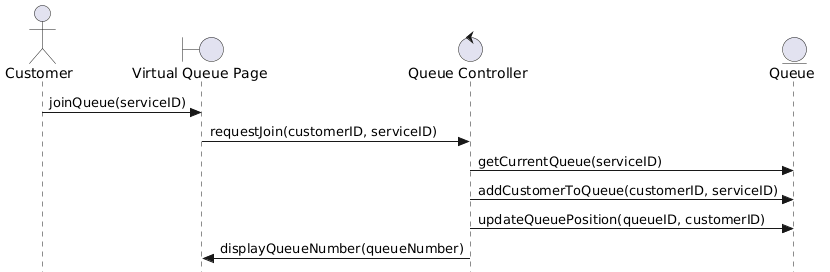 Customer
Virtual Queue Page
Queue Controller
Queue
joinQueue(serviceID)
requestJoin(customerID, serviceID)
getCurrentQueue(serviceID)
addCustomerToQueue(customerID, serviceID)
updateQueuePosition(queueID, customerID)
displayQueueNumber(queueNumber)